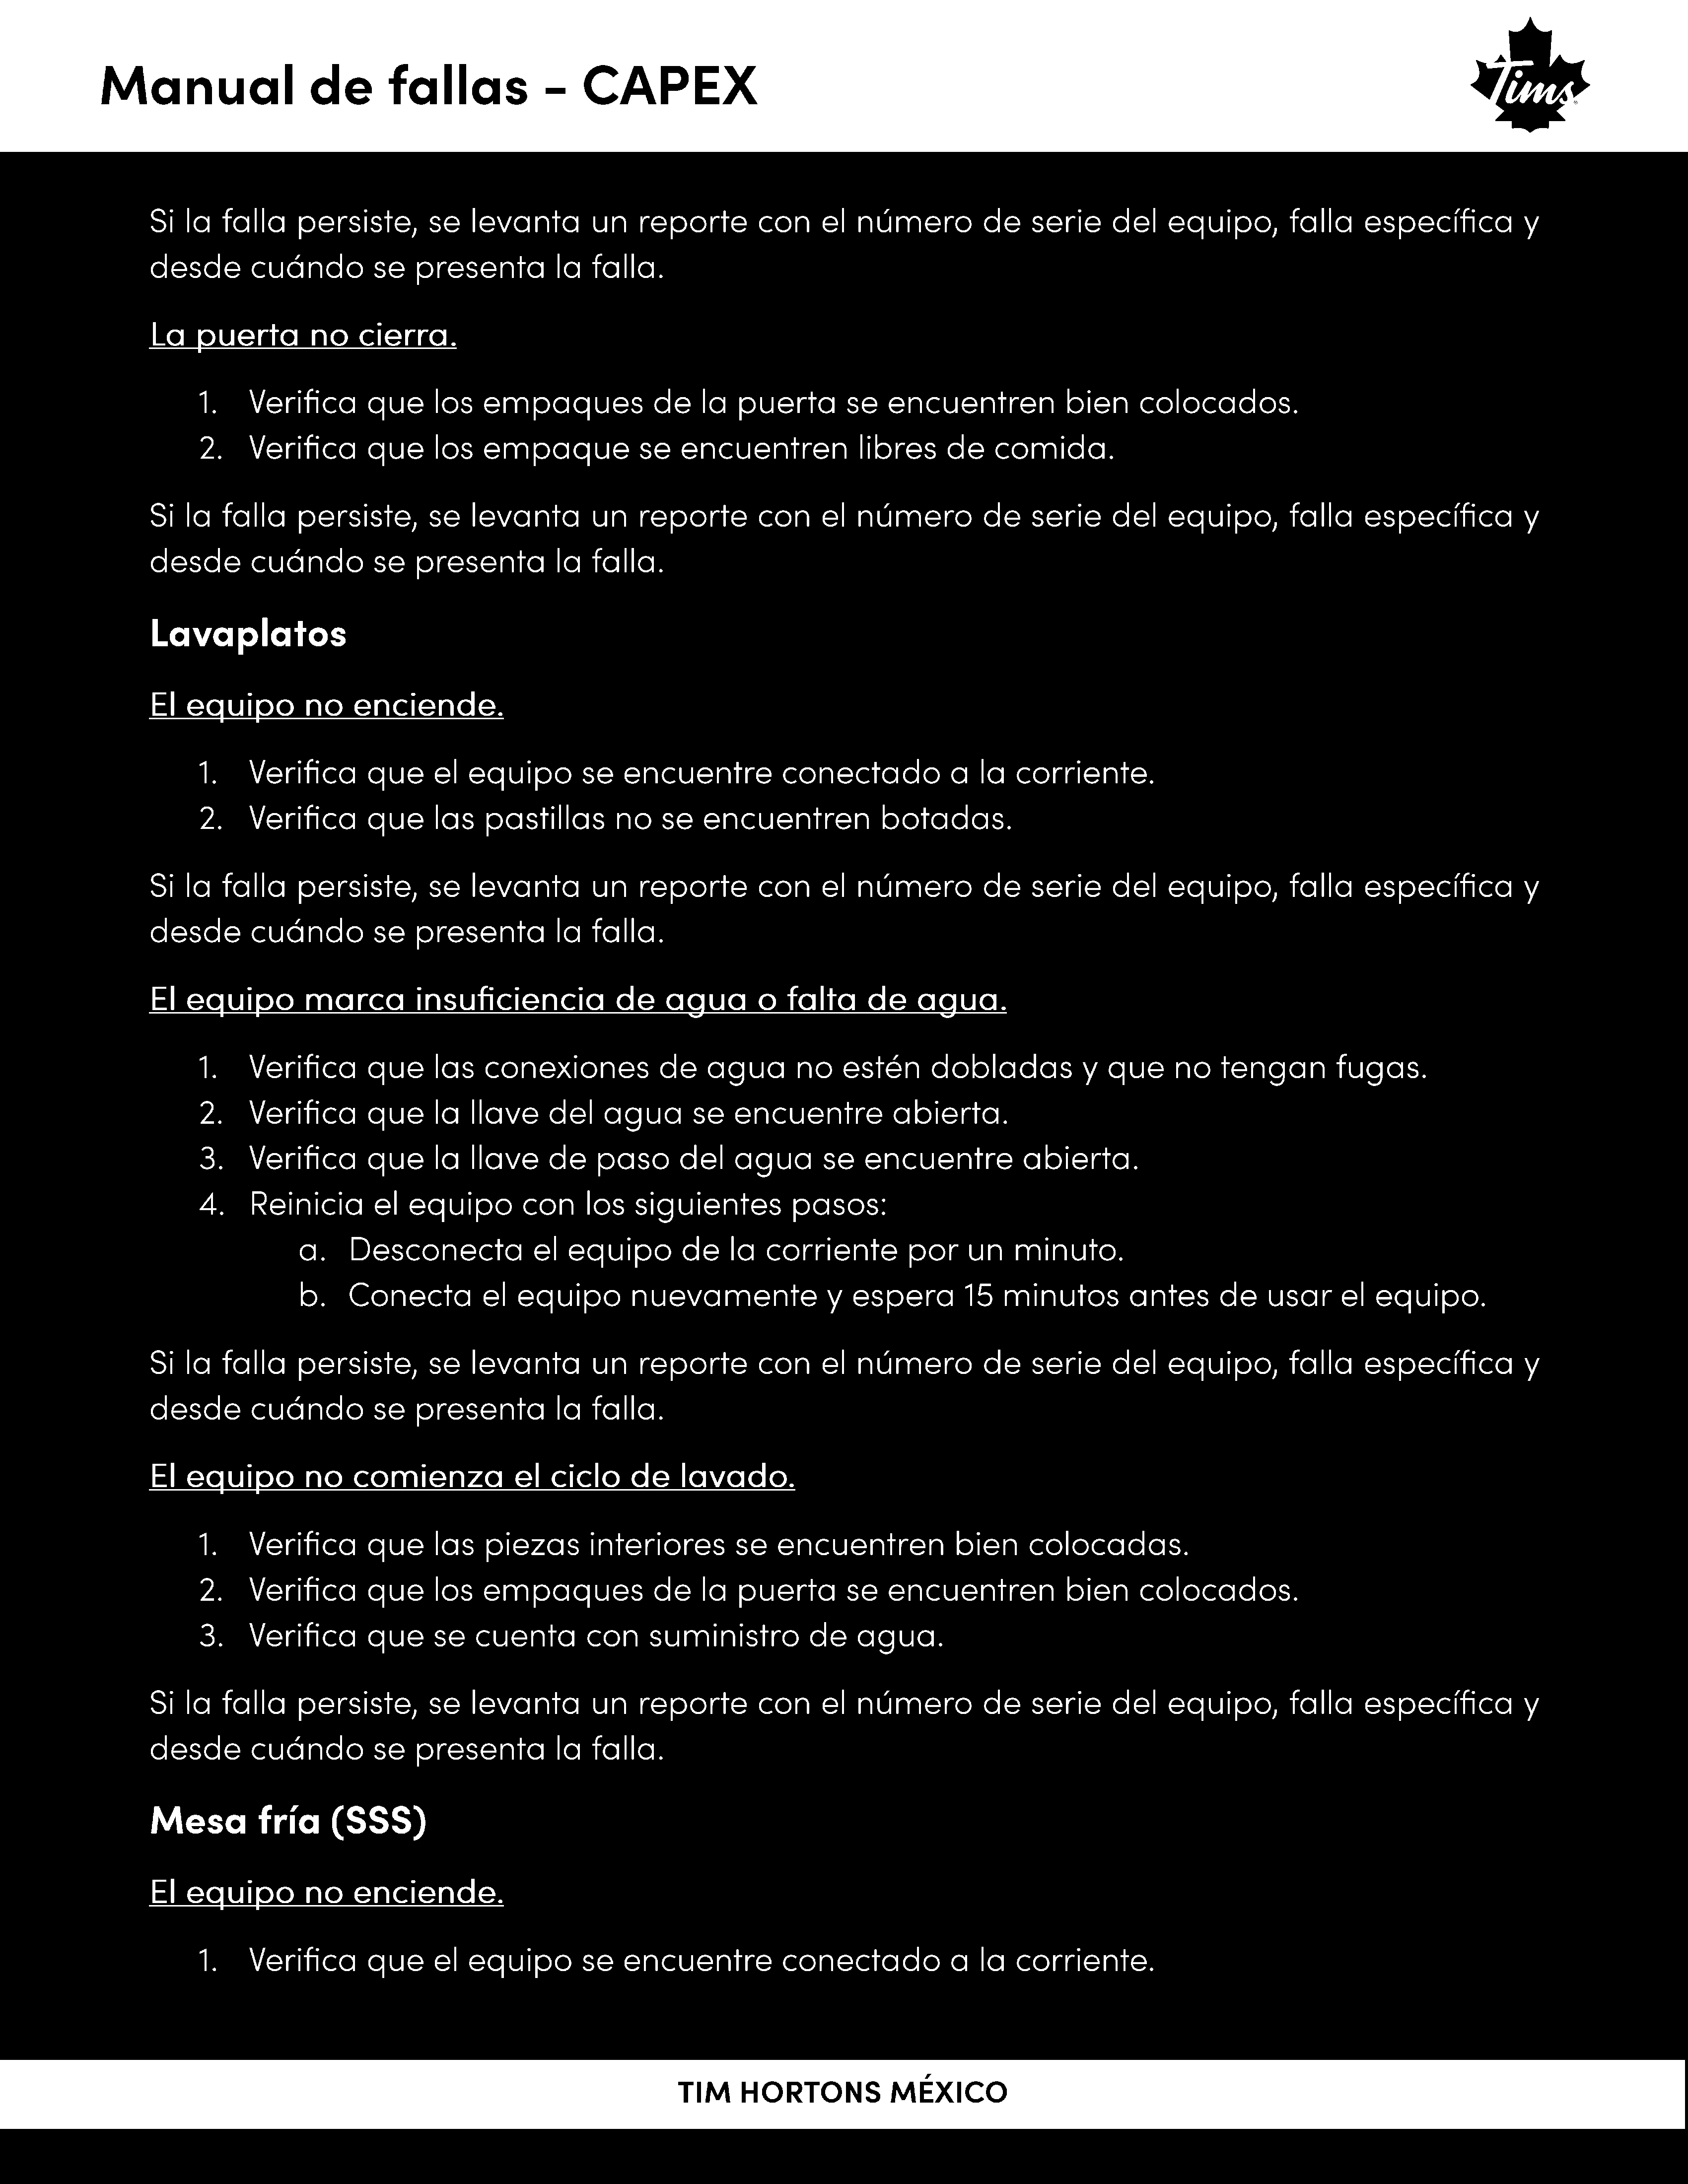 Manual de fallas - CAPEX
Tims
Si la falla persiste, se levanta un reporte con el número de serie del equipo, falla específica y
desde cuándo se presenta la falla.
La puerta no cierra.
1. Verifica que los empaques de la puerta se encuentren bien colocados.
2. Verifica que los empaque se encuentren libres de comida.
Si la falla persiste, se levanta un reporte con el número de serie del equipo, falla específica y
desde cuándo se presenta la falla.
Lavaplatos
El equipo no enciende.
1. Verifica que el equipo se encuentre conectado a la corriente.
2. Verifica que las pastillas no se encuentren botadas.
Si la falla persiste, se levanta un reporte con el número de serie del equipo, falla específica y
desde cuándo se presenta la falla.
El equipo marca insuficiencia de agua o falta de agua.
1. Verifica que las conexiones de agua no estén dobladas y que no tengan fugas.
2. Verifica que la llave del agua se encuentre abierta.
3. Verifica que la llave de paso del agua se encuentre abierta.
4. Reinicia el equipo con los siguientes pasos:
a. Desconecta el equipo de la corriente por un minuto.
b. Conecta el equipo nuevamente y espera 15 minutos antes de usar el equipo.
Si la falla persiste, se levanta un reporte con el número de serie del equipo, falla específica y
desde cuándo se presenta la falla.
El equipo no comienza el ciclo de lavado.
1. Verifica que las piezas interiores se encuentren bien colocadas.
2. Verifica que los empaques de la puerta se encuentren bien colocados.
3. Verifica que se cuenta con suministro de agua.
Si la falla persiste, se levanta un reporte con el número de serie del equipo, falla específica y
desde cuándo se presenta la falla.
Mesa fría (SSS)
El equipo no enciende.
1. Verifica que el equipo se encuentre conectado a la corriente.
TIM HORTONS MÉXICO